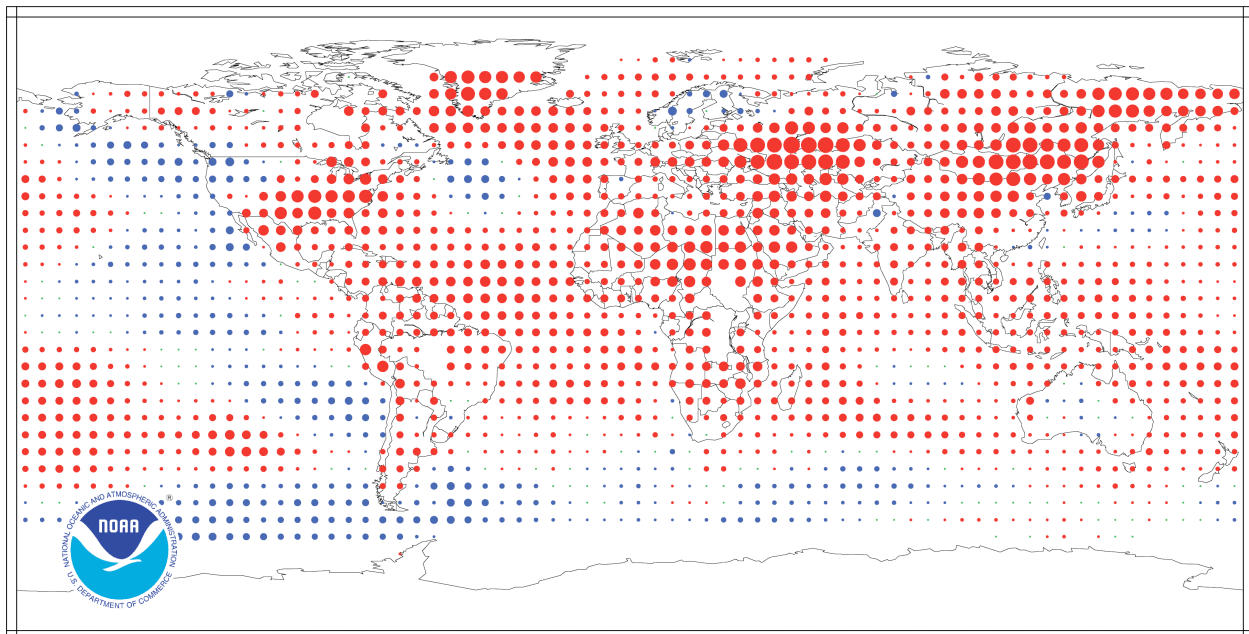 NATIONAL OCEANIC AND ATMOSPHERIC ADMINISTRATION
®
NOAA
U.S. DEPARTMENT OF COMMERCE